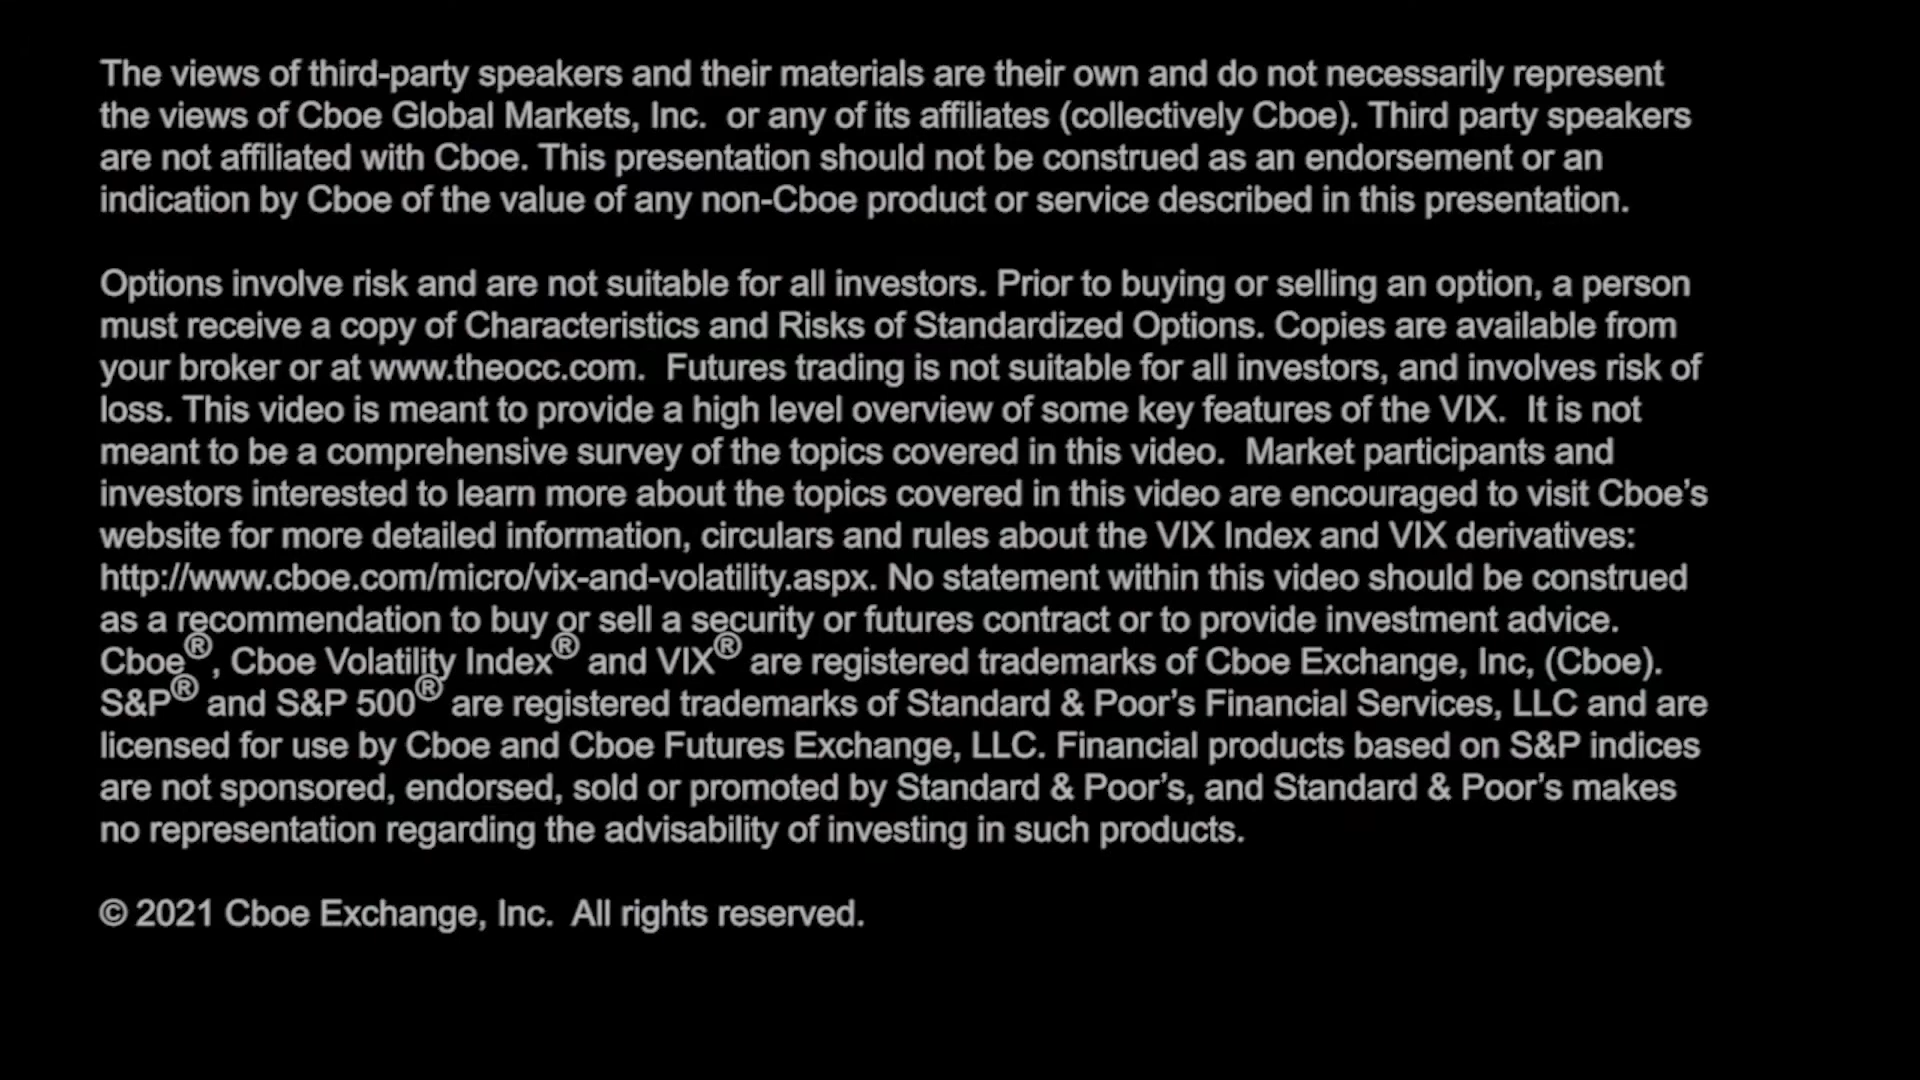 The views of third-party speakers and their materials are their own and do not necessarily represent
the views of Cboe Global Markets, Inc.  or any of its affiliates (collectively Cboe). Third party speakers
are not affiliated with Cboe. This presentation should not be construed as an endorsement or an
indication by Cboe of the value of any non-Cboe product or service described in this presentation.
Options involve risk and are not suitable for all investors. Prior to buying or selling an option, a person
must receive a copy of Characteristics and Risks of Standardized Options. Copies are available from
your broker or at www.theocc.com.  Futures trading is not suitable for all investors, and involves risk of
loss. This video is meant to provide a high level overview of some key features of the VIX.  It is not
meant to be a comprehensive survey of the topics covered in this video.  Market participants and
investors interested to learn more about the topics covered in this video are encouraged to visit Cboe’s
website for more detailed information, circulars and rules about the VIX Index and VIX derivatives:
http://www.cboe.com/micro/vix-and-volatility.aspx. No statement within this video should be construed
as a recommendation to buy or sell a security or futures contract or to provide investment advice.
Cboe®, Cboe Volatility Index® and VIX® are registered trademarks of Cboe Exchange, Inc, (Cboe).
S&P® and S&P 500® are registered trademarks of Standard & Poor’s Financial Services, LLC and are
licensed for use by Cboe and Cboe Futures Exchange, LLC. Financial products based on S&P indices
are not sponsored, endorsed, sold or promoted by Standard & Poor’s, and Standard & Poor’s makes
no representation regarding the advisability of investing in such products.
© 2021 Cboe Exchange, Inc.  All rights reserved.